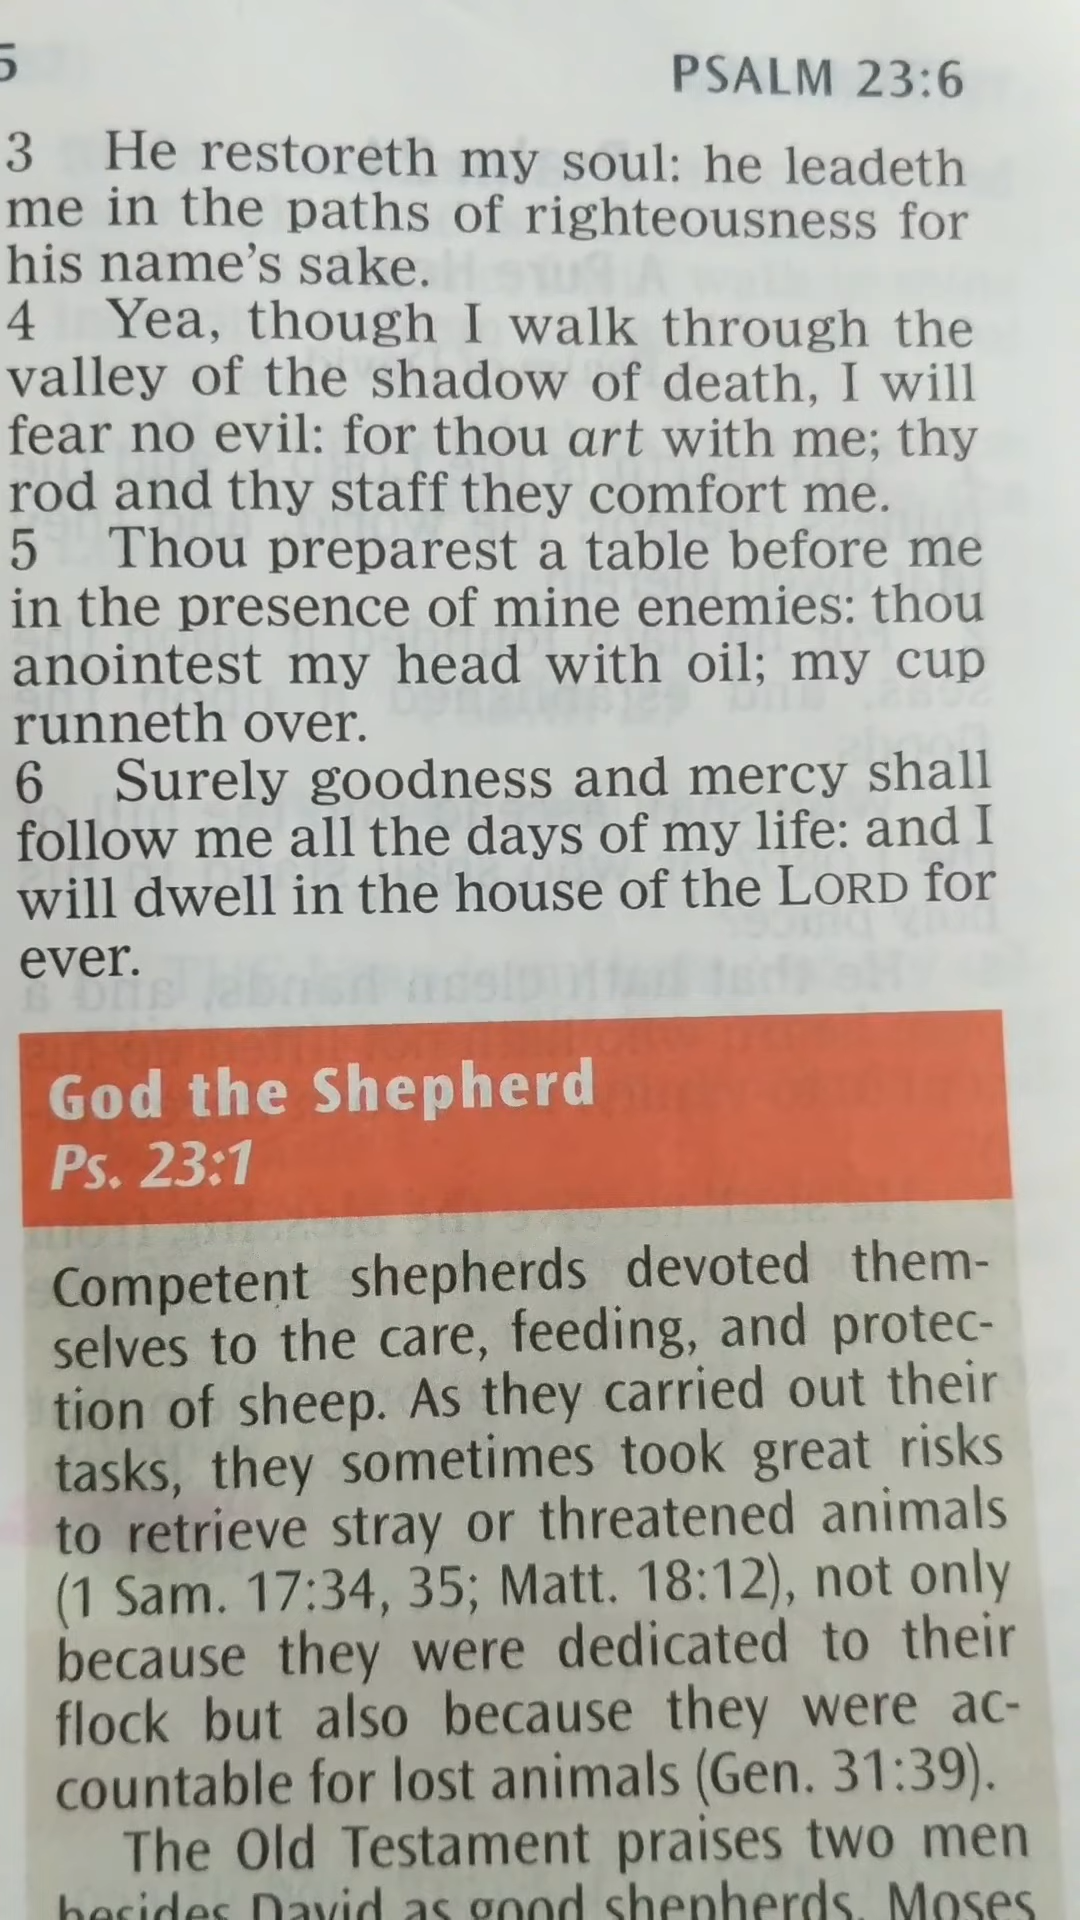 5 PSALM 23:6
3 He restoreth my soul: he leadeth
me in the paths of righteousness for
his name's sake.
4 Yea, though I walk through the
valley of the shadow of death, I will
fear no evil: for thou art with me; thy
rod and thy staff they comfort me.
5 Thou preparest a table before me
in the presence of mine enemies: thou
anointest my head with oil; my cup
runneth over.
6 Surely goodness and mercy shall
follow me all the days of my life: and I
will dwell in the house of the LORD for
ever.
God the Shepherd
Ps. 23:1
Competent shepherds devoted them-
selves to the care, feeding, and protec-
tion of sheep. As they carried out their
tasks, they sometimes took great risks
to retrieve stray or threatened animals
(1 Sam. 17:34, 35; Matt. 18:12), not only
because they were dedicated to their
flock but also because they were ac-
countable for lost animals (Gen. 31:39).
The Old Testament praises two men
besides David as good shepherds. Moses